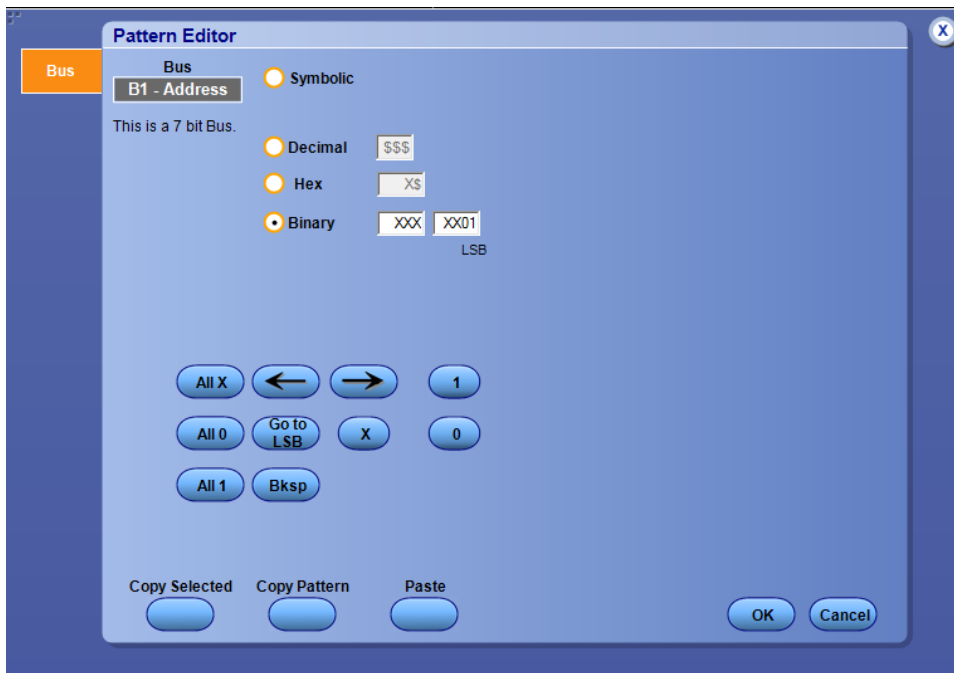 Pattern Editor
X
Bus
Bus
B1 - Address
This is a 7 bit Bus.
Symbolic
Decimal $$$
Hex X$
Binary XXX XX01
LSB
All X
1
All 0
Go to
LSB
X
0
All 1
Bksp
Copy Selected
Copy Pattern
Paste
OK
Cancel